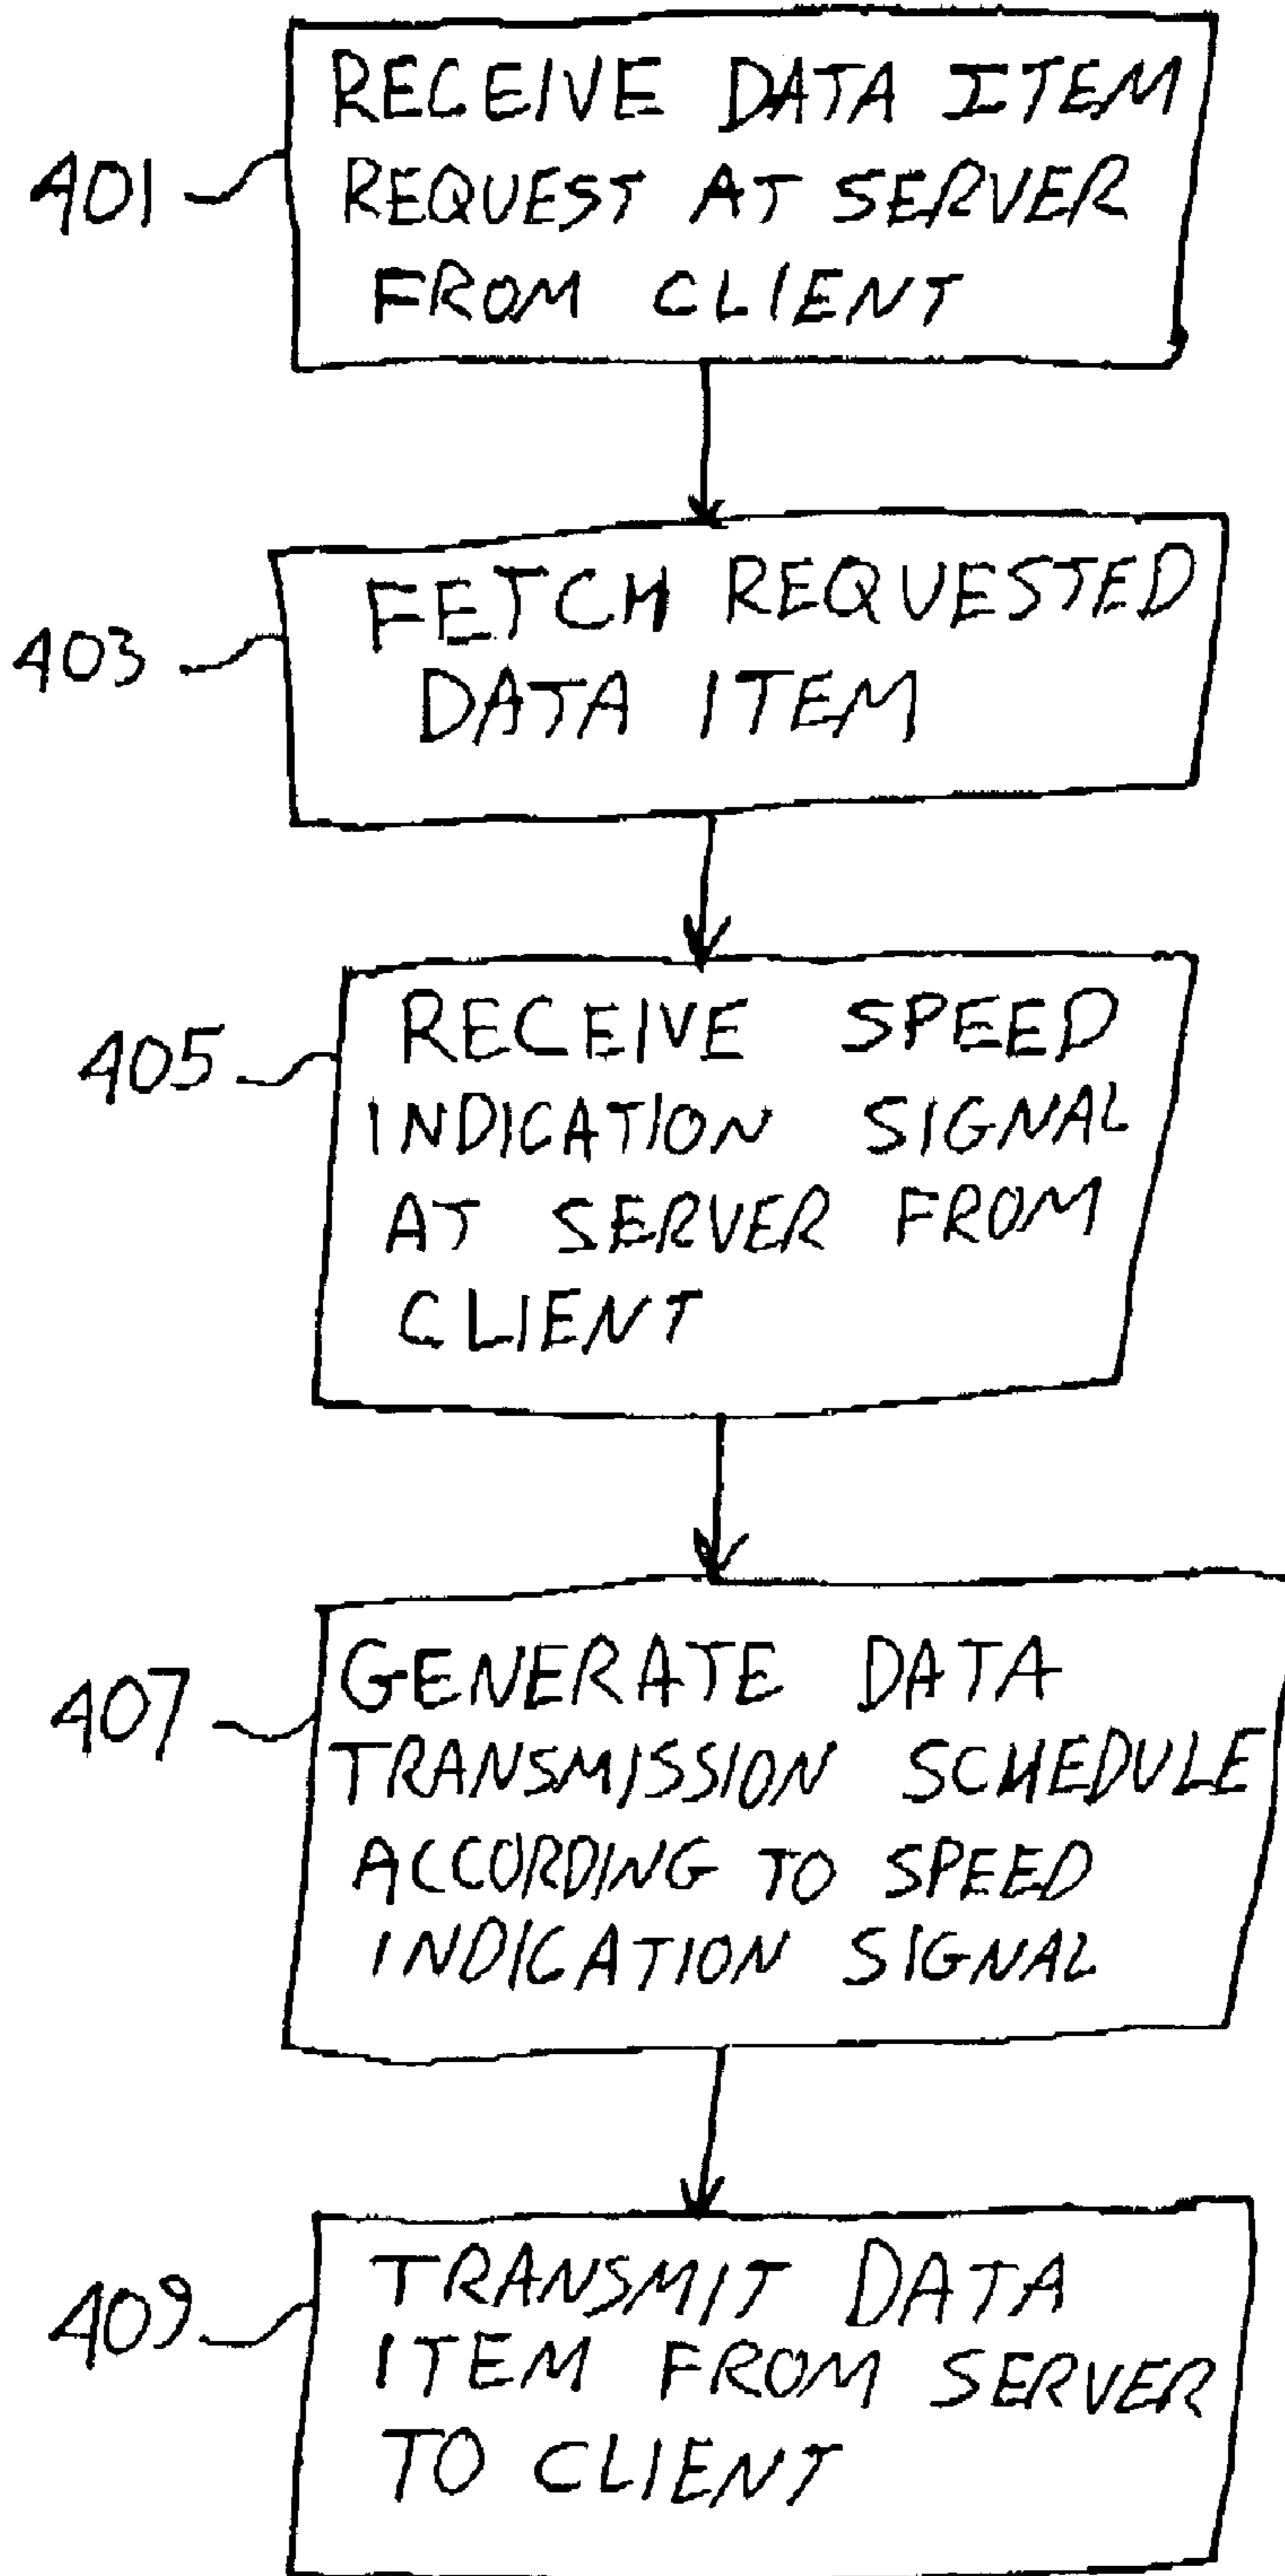 RECEIVE DATA ITEM
401 REQUEST AT SERVER
FROM CLIENT
FETCH REQUESTED
403 DATA ITEM
RECEIVE SPEED
405 INDICATION SIGNAL
AT SERVER FROM
CLIENT
GENERATE DATA
407 TRANSMISSION SCHEDULE
ACCORDING TO SPEED
INDICATION SIGNAL
TRANSMIT DATA
409 ITEM FROM SERVER
TO CLIENT